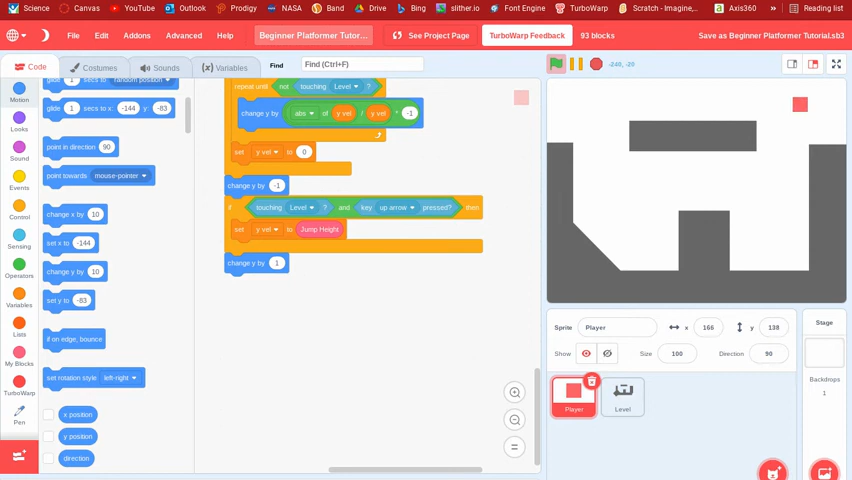 Science Canvas YouTube Outlook Prodigy NASA Band Drive Bing slither.io Font Engine TurboWarp Scratch - Imagine,... Axis360 » Reading list
File Edit Addons Advanced Beginner Platformer Tutor... See Project Page TurboWarp Feedback 93 blocks Save as Beginner Platformer Tutorial.sb3
Code Costumes Sounds Variables Find Find (Ctrl+F) -240, -20
Motion
Looks
Sound
Events
Control
Sensing
Operators
Variables
Lists
My Blocks
TurboWarp
Pen
glide 1 secs to random position
glide 1 secs to x: -144 y: -83
point in direction 90
point towards mouse-pointer
change x by 10
set x to -144
change y by 10
set y to -83
if on edge, bounce
set rotation style left-right
x position
y position
direction
repeat until not touching Level ?
change y by abs of y vel / y vel * -1
set y vel to 0
change y by -1
if touching Level ? and key up arrow pressed? then
set y vel to Jump Height
change y by 1
Sprite Player x 166 y 138
Show Size 100 Direction 90
Player
Level
Stage
Backdrops
1